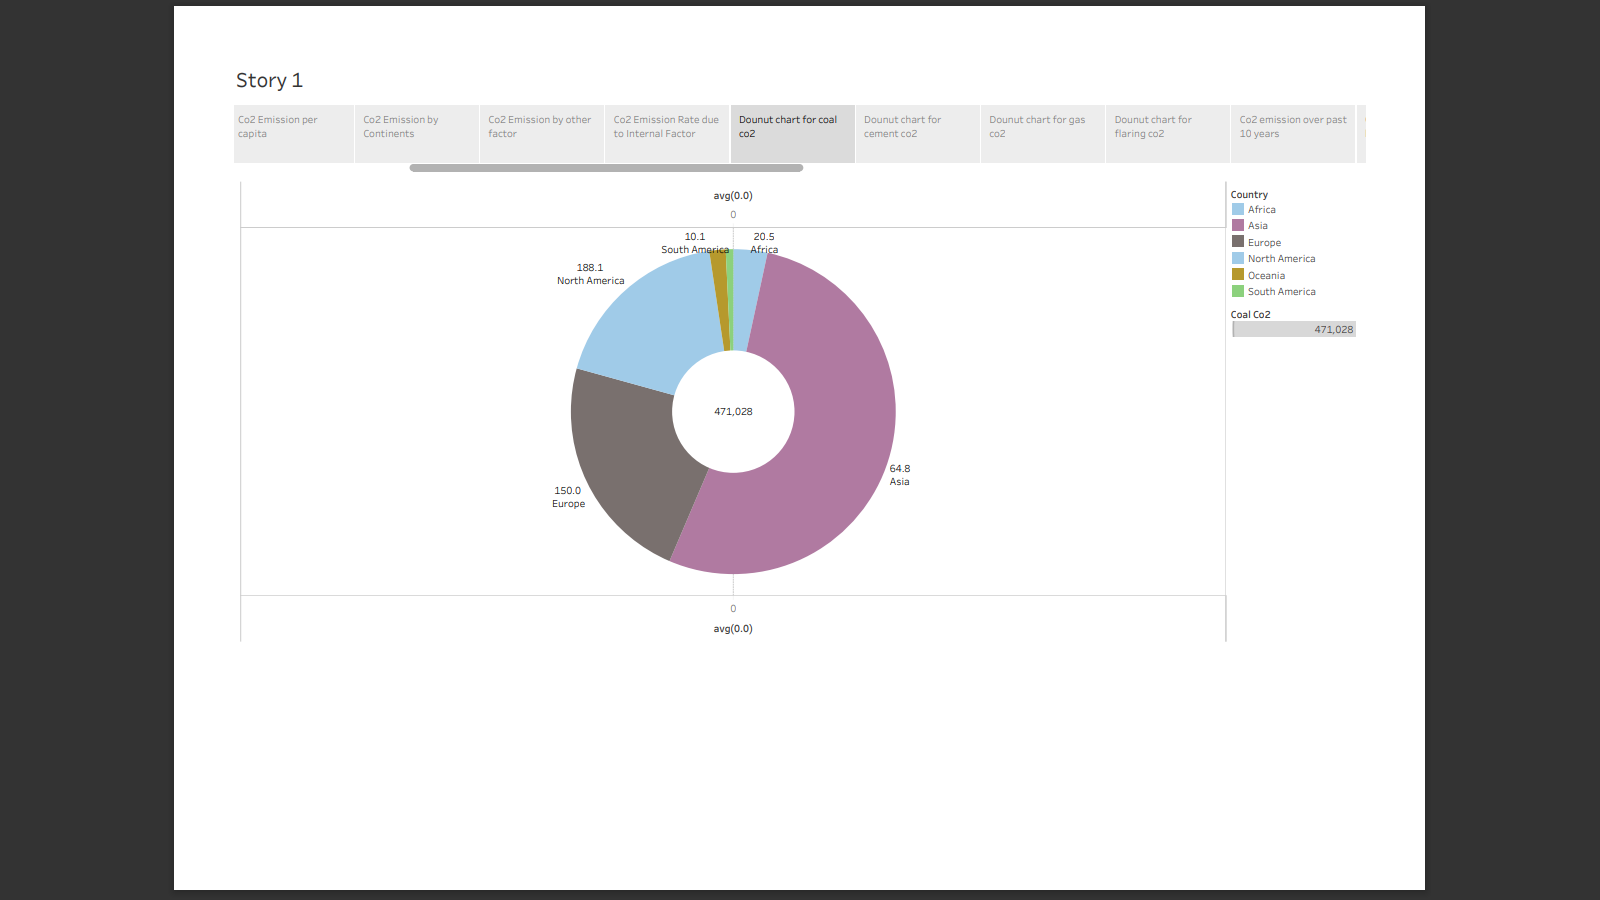 Story 1
Co2 Emission per
capita
Co2 Emission by
Continents
Co2 Emission by other
factor
Co2 Emission Rate due
to Internal Factor
Dounut chart for coal
co2
Dounut chart for
cement co2
Dounut chart for gas
co2
Dounut chart for
flaring co2
Co2 emission over past
10 years
avg(0.0)
0
10.1
South America
20.5
Africa
188.1
North America
471,028
64.8
Asia
150.0
Europe
0
avg(0.0)
Country
Africa
Asia
Europe
North America
Oceania
South America
Coal Co2
471,028